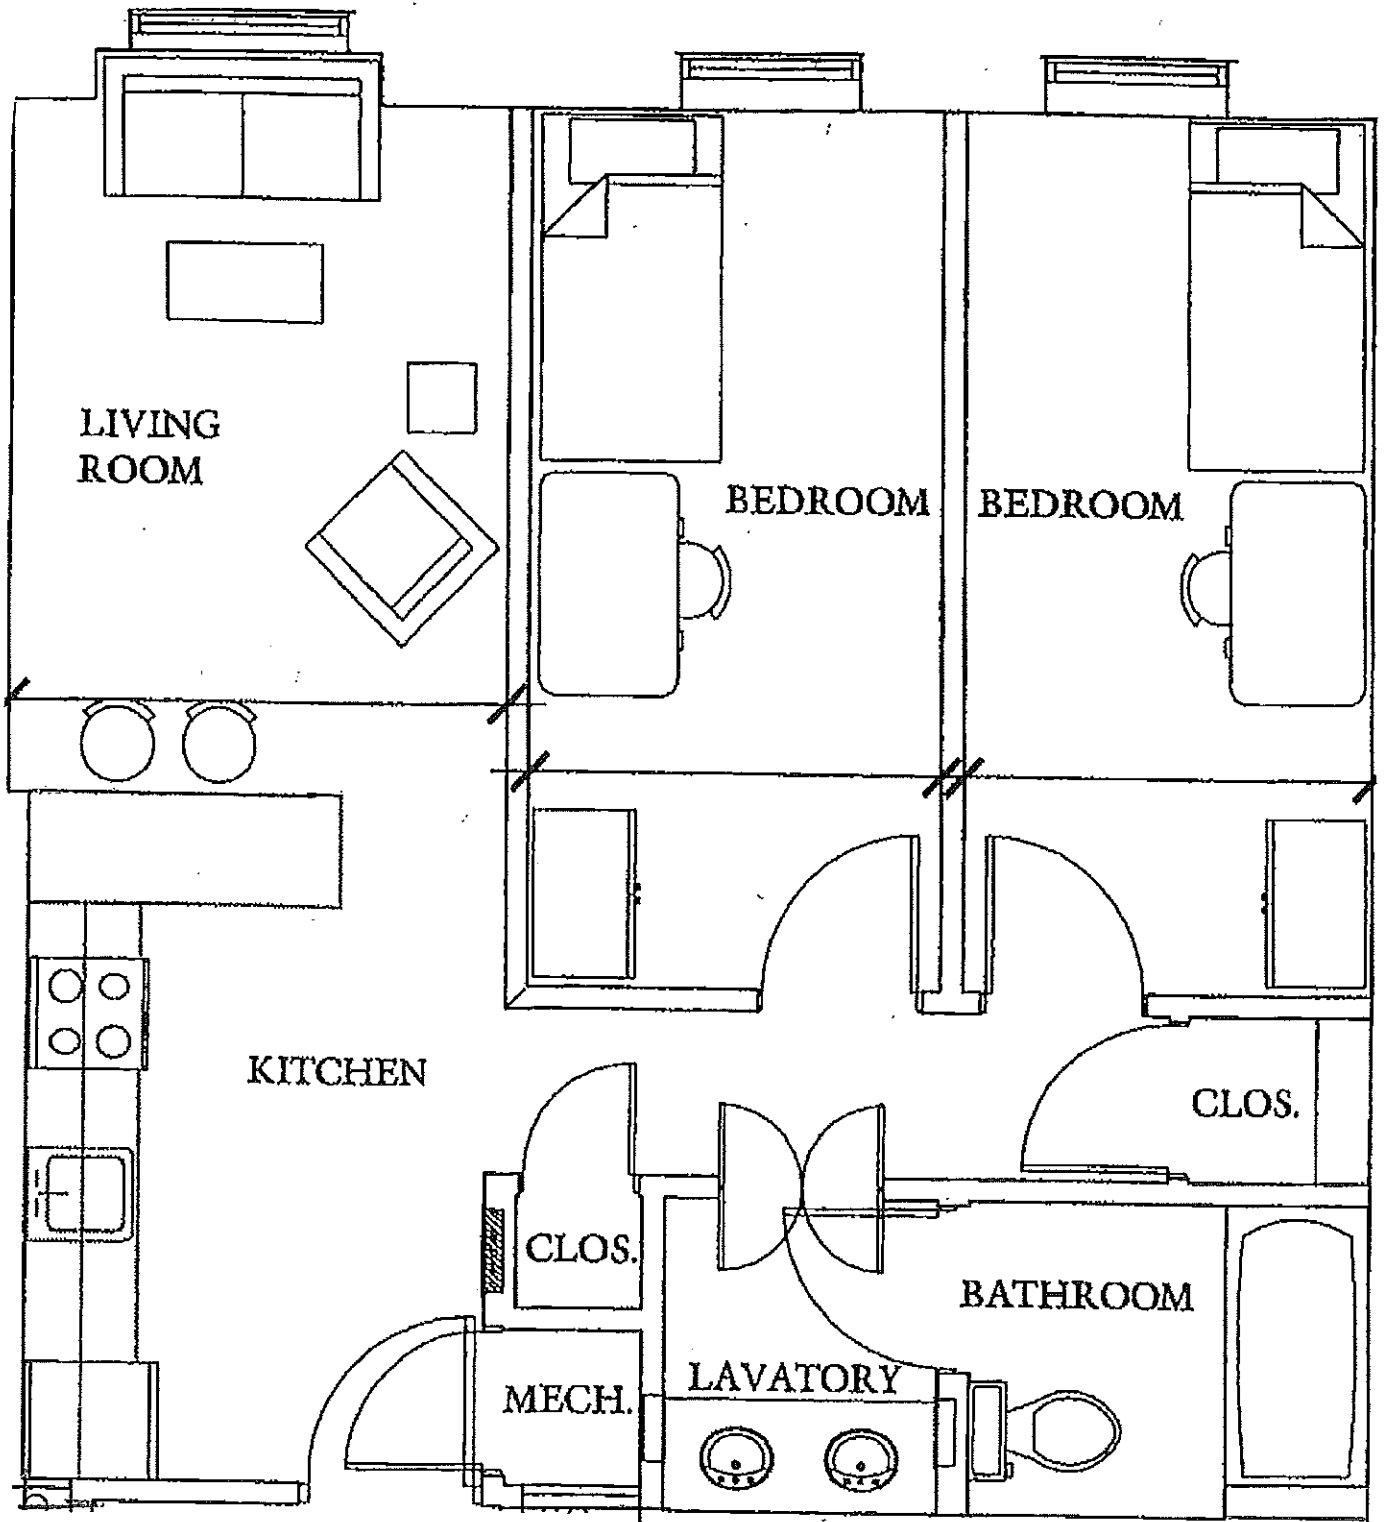 LIVING
ROOM
BEDROOM
BEDROOM
KITCHEN
CLOS.
CLOS.
BATHROOM
LAVATORY
MECH.